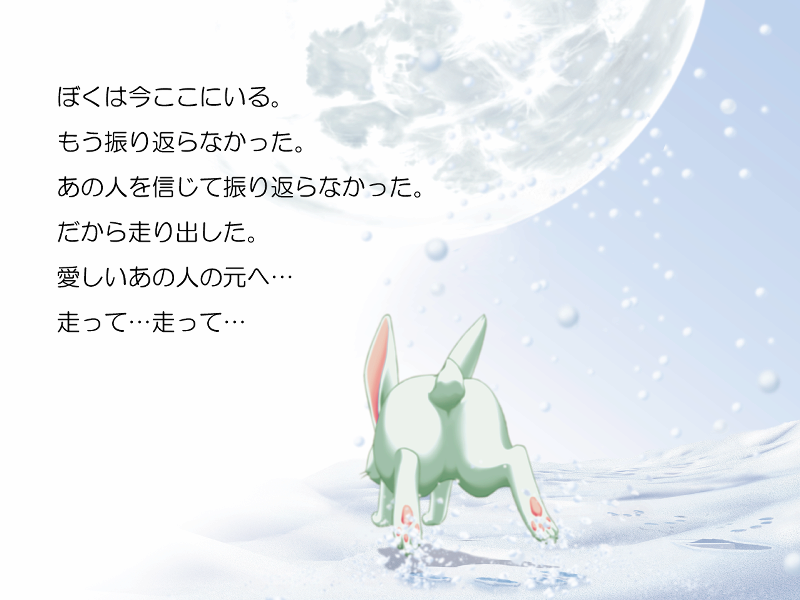 ぼくは今ここにいる。
もう振り返らなかった。
あの人を信じて振り返らなかった。
だから走り出した。
愛しいあの人の元へ…
走って…走って…